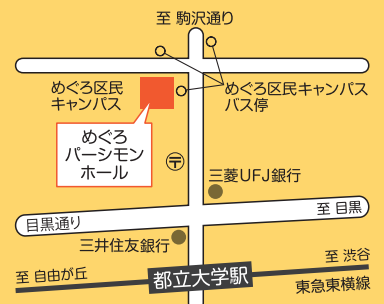 至 駒沢通り
めぐろ区民
キャンパス
めぐろ区民キャンパス
バス停
めぐろ
パーシモン
ホール
〒
三菱UFJ銀行
至 目黒
目黒通り
三井住友銀行
至 渋谷
至 自由が丘
都立大学駅
東急東横線